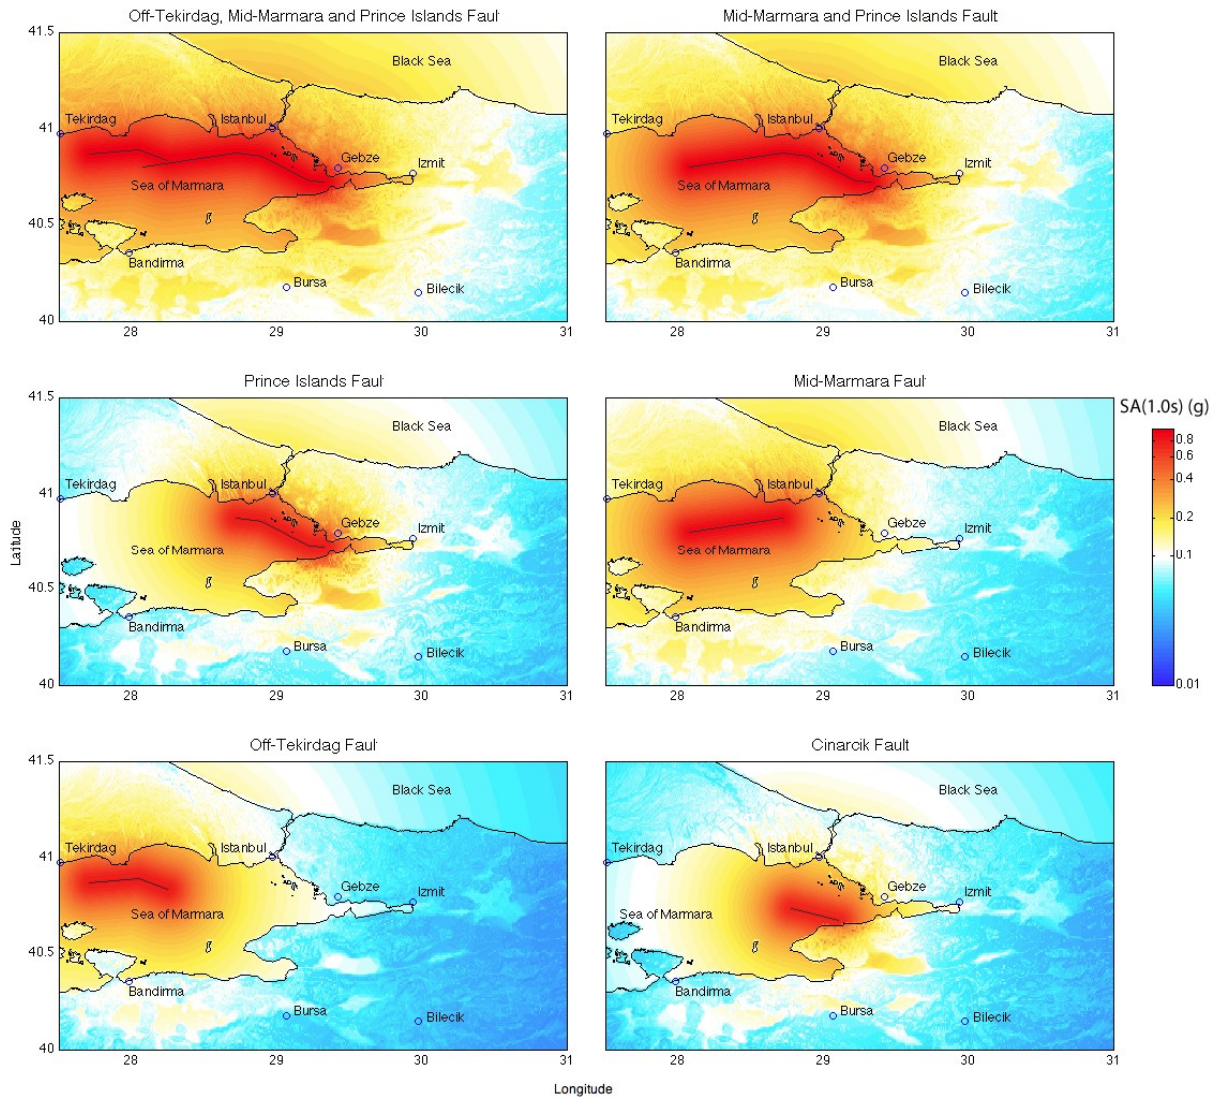 Off-Tekirdag, Mid-Marmara and Prince Islands Faul
Mid-Marmara and Prince Islands Fault
41.5
Black Sea
Black Sea
Tekirdag
Istanbul
Tekirdag
Istanbul
41
Gebze
Izmit
Gebze
Izmit
Sea of Marmara
Sea of Marmara
40.5
Bandirma
Bandirma
Bursa
Bilecik
Bursa
Bilecik
40
28
29
30
31
28
29
30
31
Prince Islands Faul
Mid-Marmara Faul
41.5
Black Sea
Black Sea
Tekirdag
Istanbul
Tekirdag
Istanbul
41
Gebze
Izmit
Gebze
Izmit
Sea of Marmara
Sea of Marmara
Latitude
40.5
Bandirma
Bandirma
Bursa
Bilecik
Bursa
Bilecik
40
28
29
30
31
28
29
30
31
SA(1.0s) (g)
0.8
0.6
0.4
0.2
0.1
0.01
Off-Tekirdag Faul
Cinarcik Fault
41.5
Black Sea
Black Sea
Tekirdag
Istanbul
Tekirdag
Istanbul
41
Gebze
Izmit
Gebze
Izmit
Sea of Marmara
Sea of Marmara
40.5
Bandirma
Bandirma
Bursa
Bilecik
Bursa
Bilecik
40
28
29
30
31
28
29
30
31
Longitude